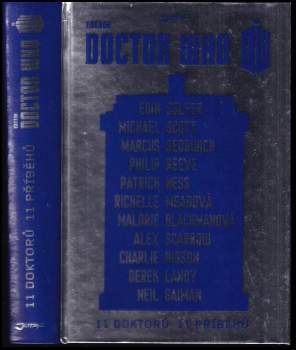 DOCTOR WHO
11 DOKTORŮ 11 PŘÍBĚHŮ
BBC
DOCTOR WHO
EOIN COLFER
MICHAEL SCOTT
MARCUS SEDGWICK
PHILIP REEVE
PATRICK NESS
RICHELLE MEADOVÁ
MALORIE BLACKMANOVÁ
ALEX SCARROW
CHARLIE HIGSON
DEREK LANDY
NEIL GAIMAN
11 DOKTORŮ 11 PŘÍBĚHŮ